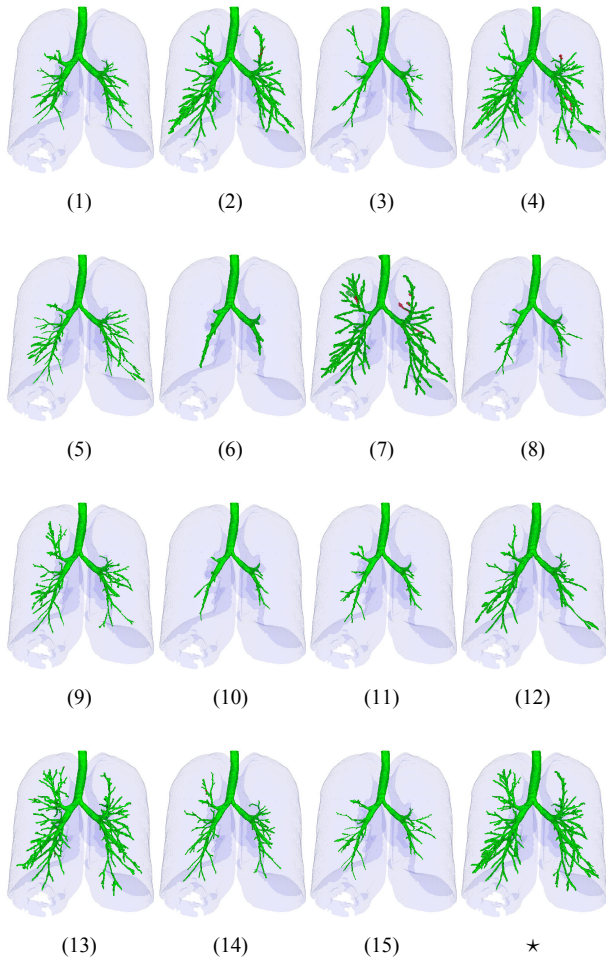 (1) (2) (3) (4)
(5) (6) (7) (8)
(9) (10) (11) (12)
(13) (14) (15) ⋆